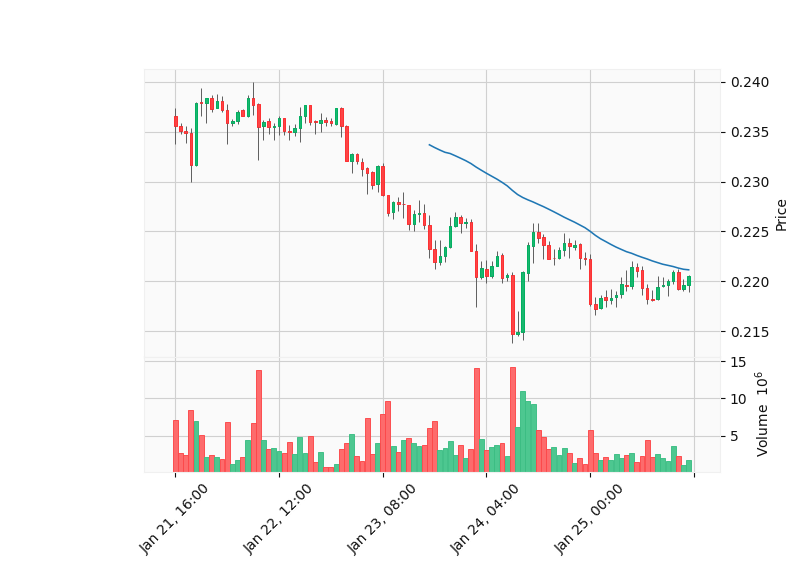 0.240
0.235
0.230
0.225
0.220
0.215
Price
15
10
5
Volume 10^6
Jan 21, 16:00
Jan 22, 12:00
Jan 23, 08:00
Jan 24, 04:00
Jan 25, 00:00